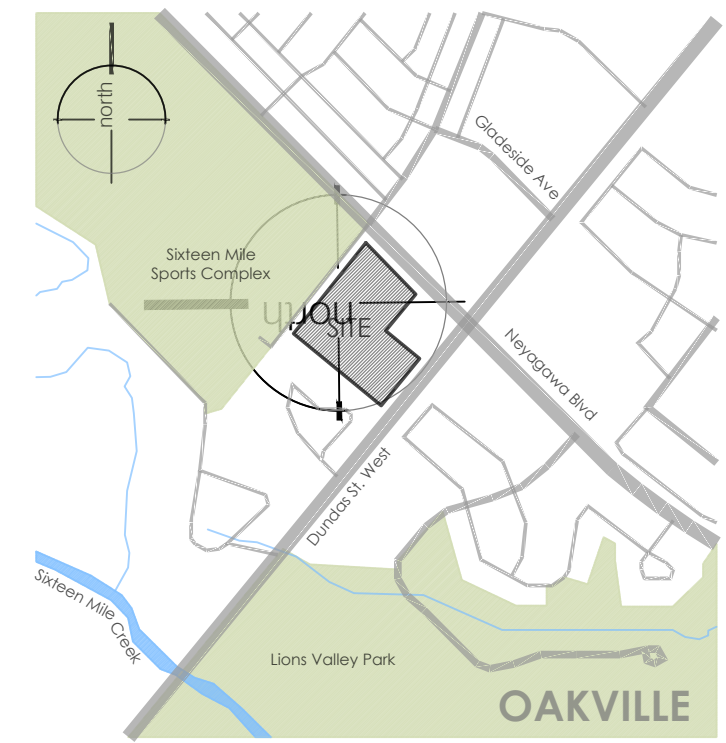 north
Gladeside Ave
Sixteen Mile
Sports Complex
north
SITE
Neyagawa Blvd
Dundas St. West
Sixteen Mile Creek
Lions Valley Park
OAKVILLE